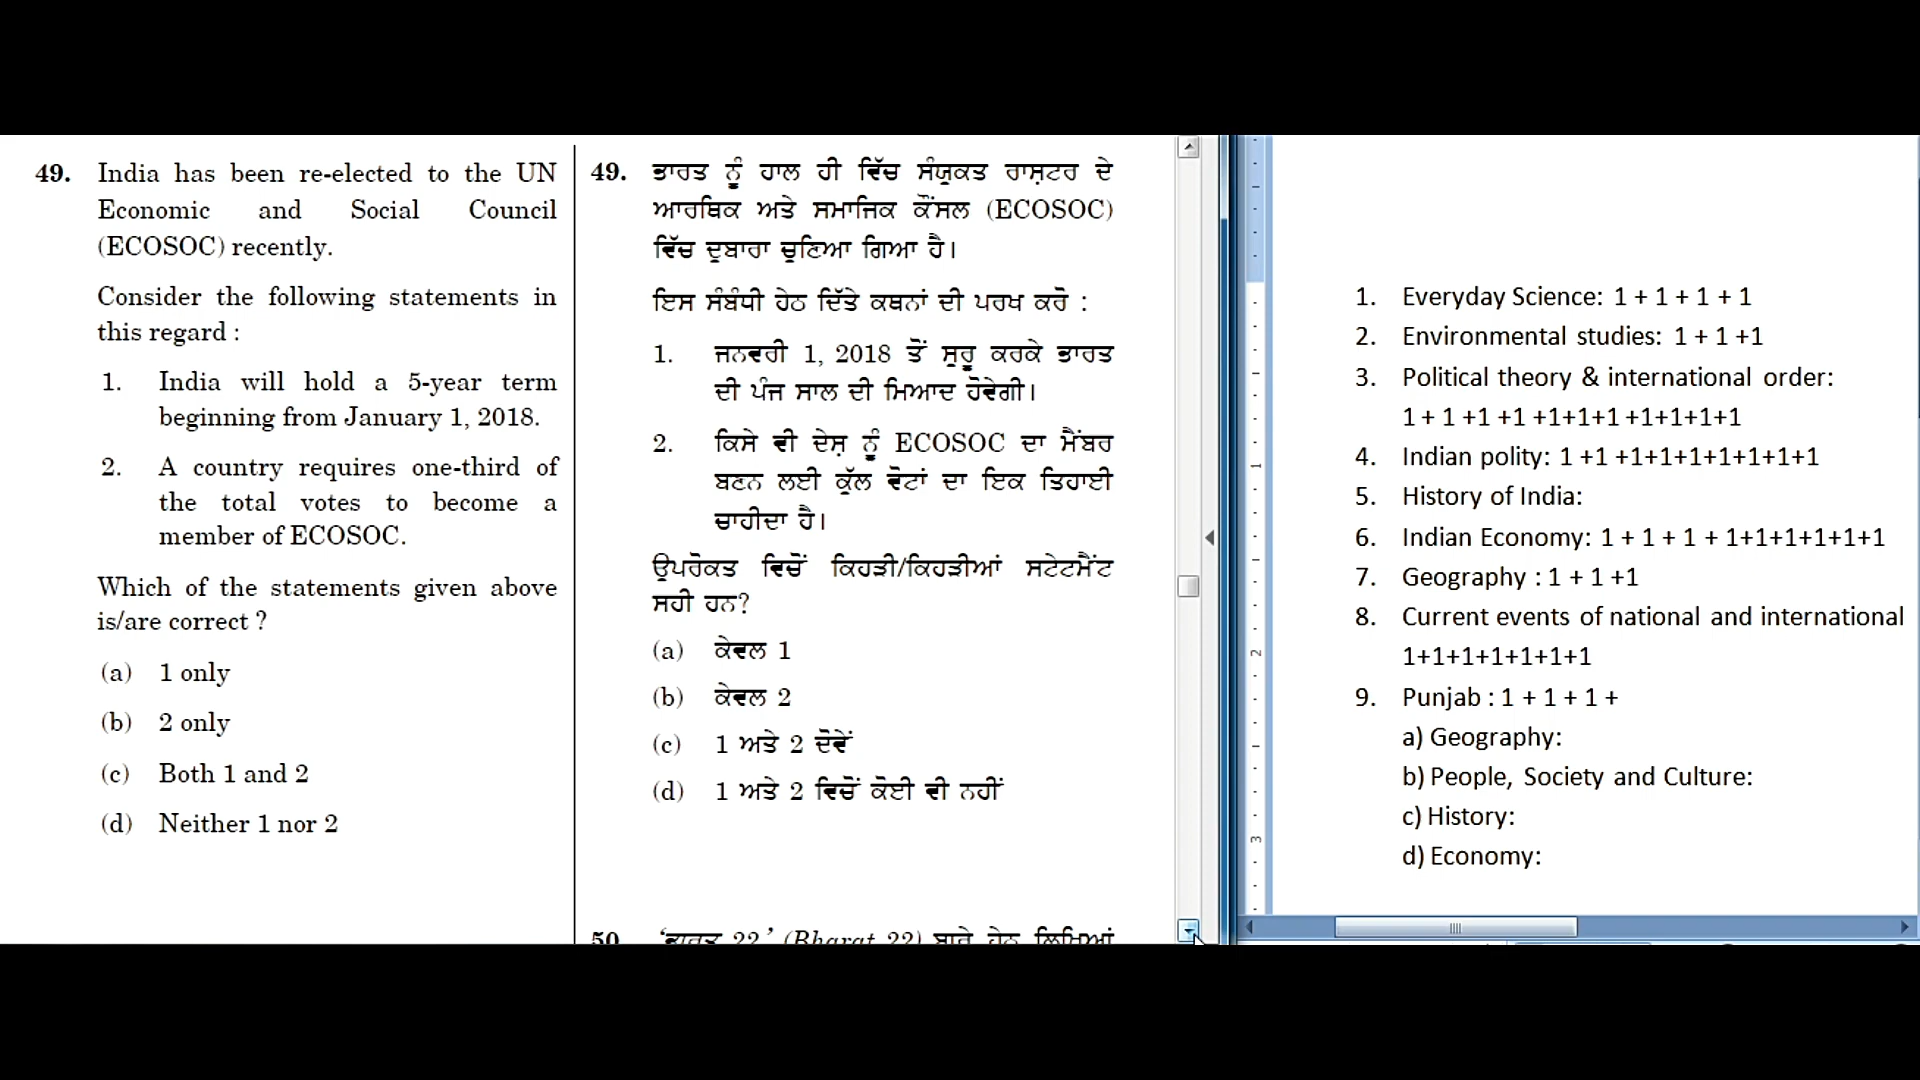 49. India has been re-elected to the UN
Economic and Social Council
(ECOSOC) recently.
Consider the following statements in
this regard :
1. India will hold a 5-year term
beginning from January 1, 2018.
2. A country requires one-third of
the total votes to become a
member of ECOSOC.
Which of the statements given above
is/are correct ?
(a) 1 only
(b) 2 only
(c) Both 1 and 2
(d) Neither 1 nor 2
49. ਭਾਰਤ ਨੂੰ ਹਾਲ ਹੀ ਵਿੱਚ ਸੰਯੁਕਤ ਰਾਸ਼ਟਰ ਦੇ
ਆਰਥਿਕ ਅਤੇ ਸਮਾਜਿਕ ਕੌਂਸਲ (ECOSOC)
ਵਿੱਚ ਦੁਬਾਰਾ ਚੁਣਿਆ ਗਿਆ ਹੈ।
ਇਸ ਸੰਬੰਧੀ ਹੇਠ ਦਿੱਤੇ ਕਥਨਾਂ ਦੀ ਪਰਖ ਕਰੋ :
1. ਜਨਵਰੀ 1, 2018 ਤੋਂ ਸ਼ੁਰੂ ਕਰਕੇ ਭਾਰਤ
ਦੀ ਪੰਜ ਸਾਲ ਦੀ ਮਿਆਦ ਹੋਵੇਗੀ।
2. ਕਿਸੇ ਵੀ ਦੇਸ਼ ਨੂੰ ECOSOC ਦਾ ਮੈਂਬਰ
ਬਣਨ ਲਈ ਕੁੱਲ ਵੋਟਾਂ ਦਾ ਇਕ ਤਿਹਾਈ
ਚਾਹੀਦਾ ਹੈ।
ਉਪਰੋਕਤ ਵਿਚੋਂ ਕਿਹੜੀ/ਕਿਹੜੀਆਂ ਸਟੇਟਮੈਂਟ
ਸਹੀ ਹਨ?
(a) ਕੇਵਲ 1
(b) ਕੇਵਲ 2
(c) 1 ਅਤੇ 2 ਦੋਵੇਂ
(d) 1 ਅਤੇ 2 ਵਿਚੋਂ ਕੋਈ ਵੀ ਨਹੀਂ
50. ‘ਭਾਰਤ 22’ (Bharat 22) ਬਾਰੇ ਹੇਠ ਲਿਖਿਆਂ
1. Everyday Science: 1 + 1 + 1 + 1
2. Environmental studies: 1 + 1 +1
3. Political theory & international order:
1 + 1 +1 +1 +1+1+1 +1+1+1+1
4. Indian polity: 1 +1 +1+1+1+1+1+1+1
5. History of India:
6. Indian Economy: 1 + 1 + 1 + 1+1+1+1+1+1
7. Geography : 1 + 1 +1
8. Current events of national and international
1+1+1+1+1+1+1
9. Punjab : 1 + 1 + 1 +
a) Geography:
b) People, Society and Culture:
c) History:
d) Economy:
1
2
3